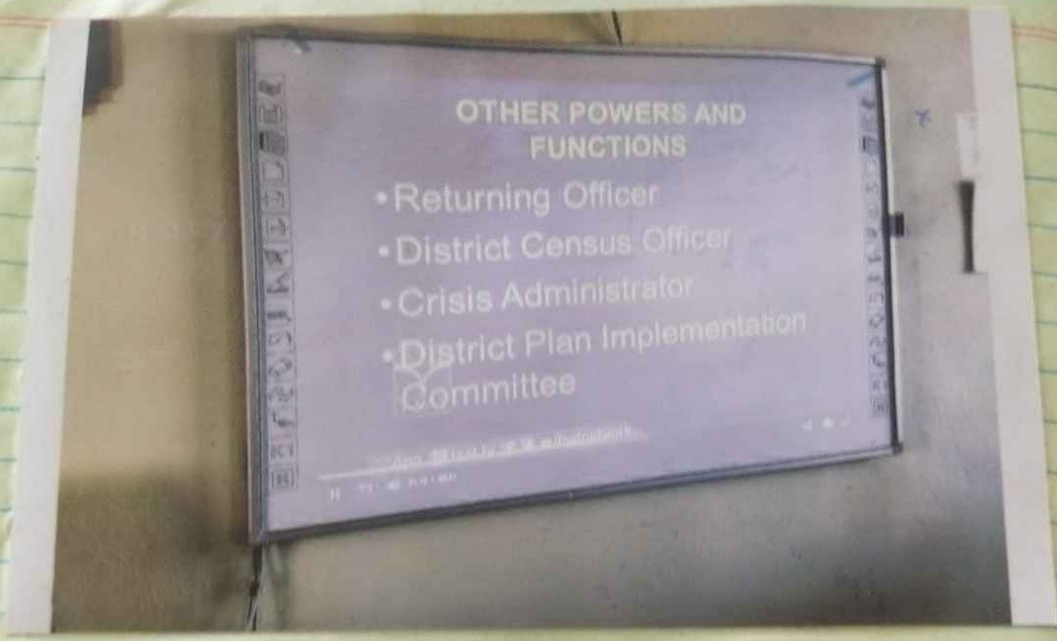 OTHER POWERS AND
FUNCTIONS
• Returning Officer
• District Census Officer
• Crisis Administrator
• District Plan Implementation
Committee